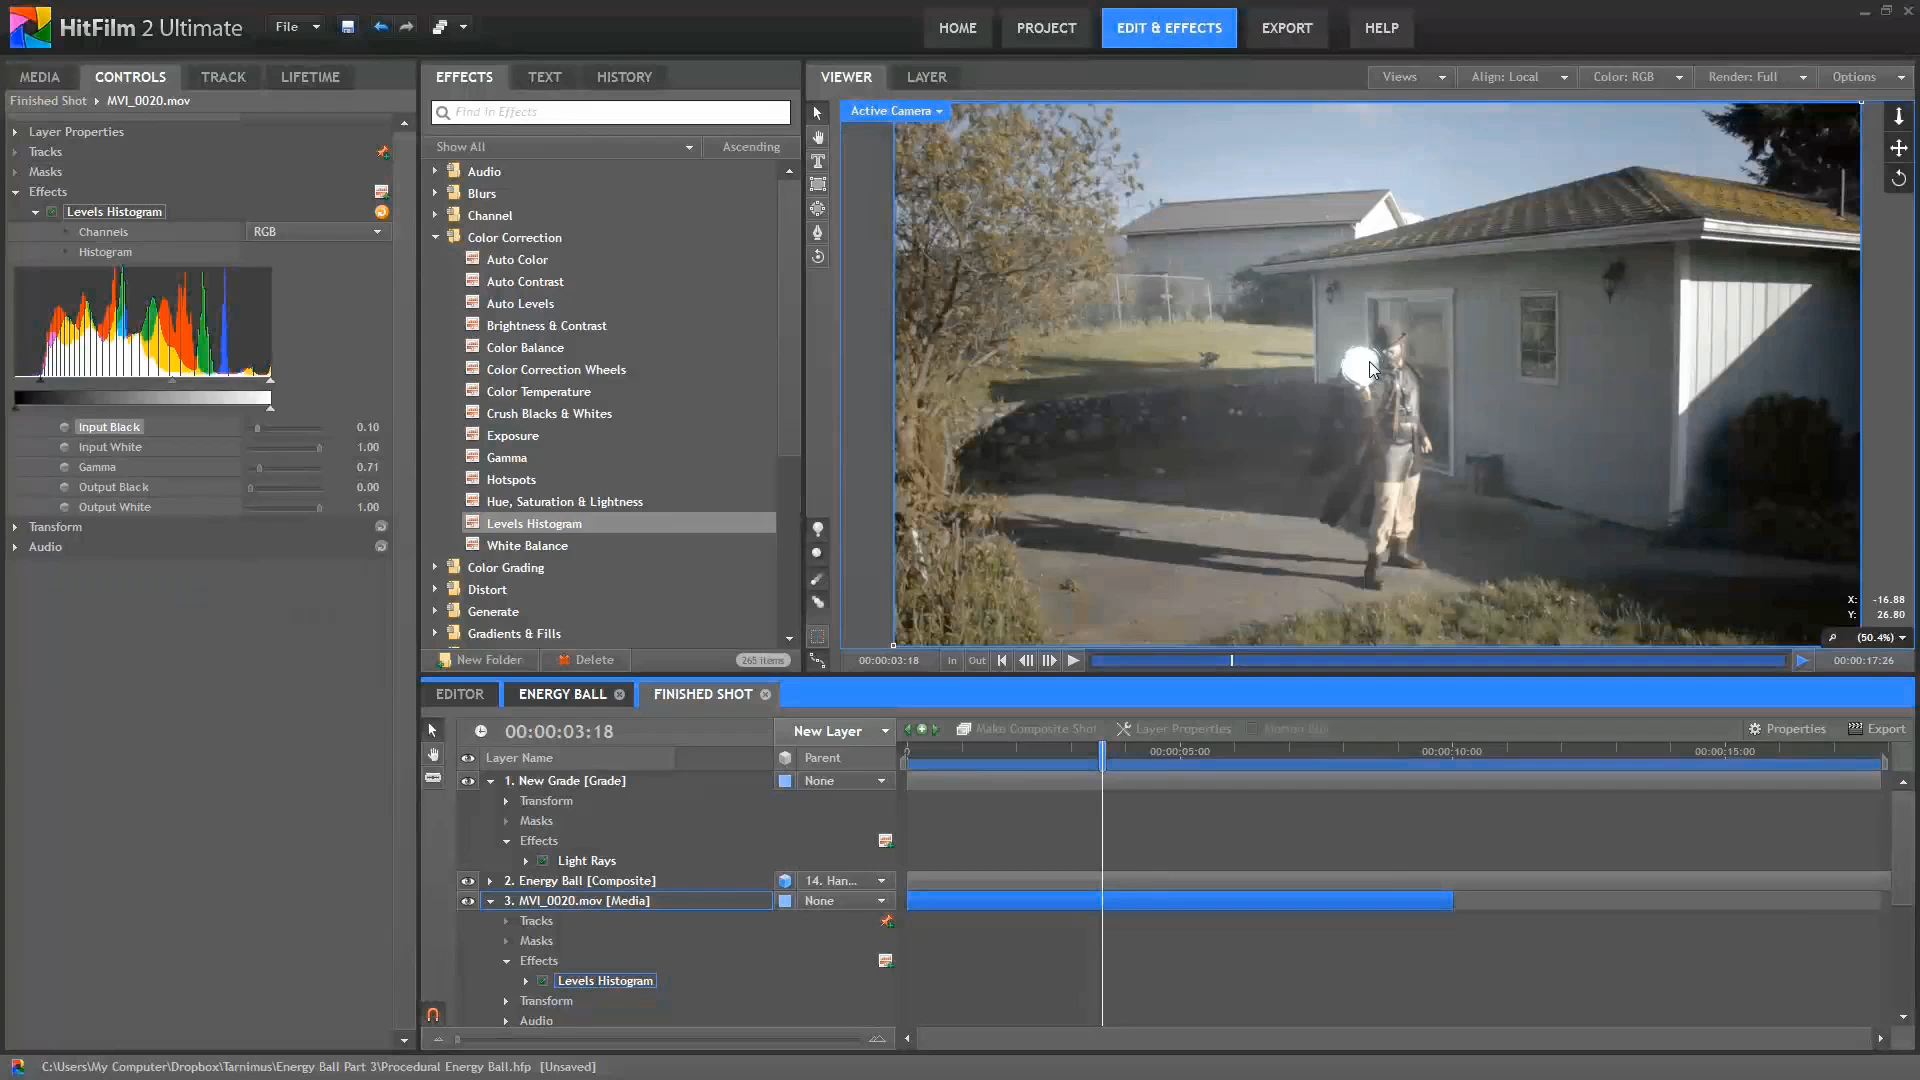 HitFilm 2 Ultimate
File
HOME
PROJECT
EDIT & EFFECTS
EXPORT
HELP
MEDIA
CONTROLS
TRACK
LIFETIME
Finished Shot
MVI_0020.mov
Layer Properties
Tracks
Masks
Effects
Levels Histogram
Channels
RGB
Histogram
Input Black
0.10
Input White
1.00
Gamma
0.71
Output Black
0.00
Output White
1.00
Transform
Audio
EFFECTS
TEXT
HISTORY
Find in Effects
Show All
Ascending
Audio
Blurs
Channel
Color Correction
Auto Color
Auto Contrast
Auto Levels
Brightness & Contrast
Color Balance
Color Correction Wheels
Color Temperature
Crush Blacks & Whites
Exposure
Gamma
Hotspots
Hue, Saturation & Lightness
Levels Histogram
White Balance
Color Grading
Distort
Generate
Gradients & Fills
New Folder
Delete
265 items
VIEWER
LAYER
Views
Align: Local
Color: RGB
Render: Full
Options
Active Camera
X: -16.88
Y: 26.80
(50.4%)
00:00:03:18
In
Out
00:00:17:26
EDITOR
ENERGY BALL
FINISHED SHOT
00:00:03:18
New Layer
Make Composite Shot
Layer Properties
Motion Blur
Properties
Export
Layer Name
Parent
0
00:00:05:00
00:00:10:00
00:00:15:00
1. New Grade [Grade]
None
Transform
Masks
Effects
Light Rays
2. Energy Ball [Composite]
14. Han...
3. MVI_0020.mov [Media]
None
Tracks
Masks
Effects
Levels Histogram
Transform
Audio
C:\Users\My Computer\Dropbox\Tarnimus\Energy Ball Part 3\Procedural Energy Ball.hfp [Unsaved]